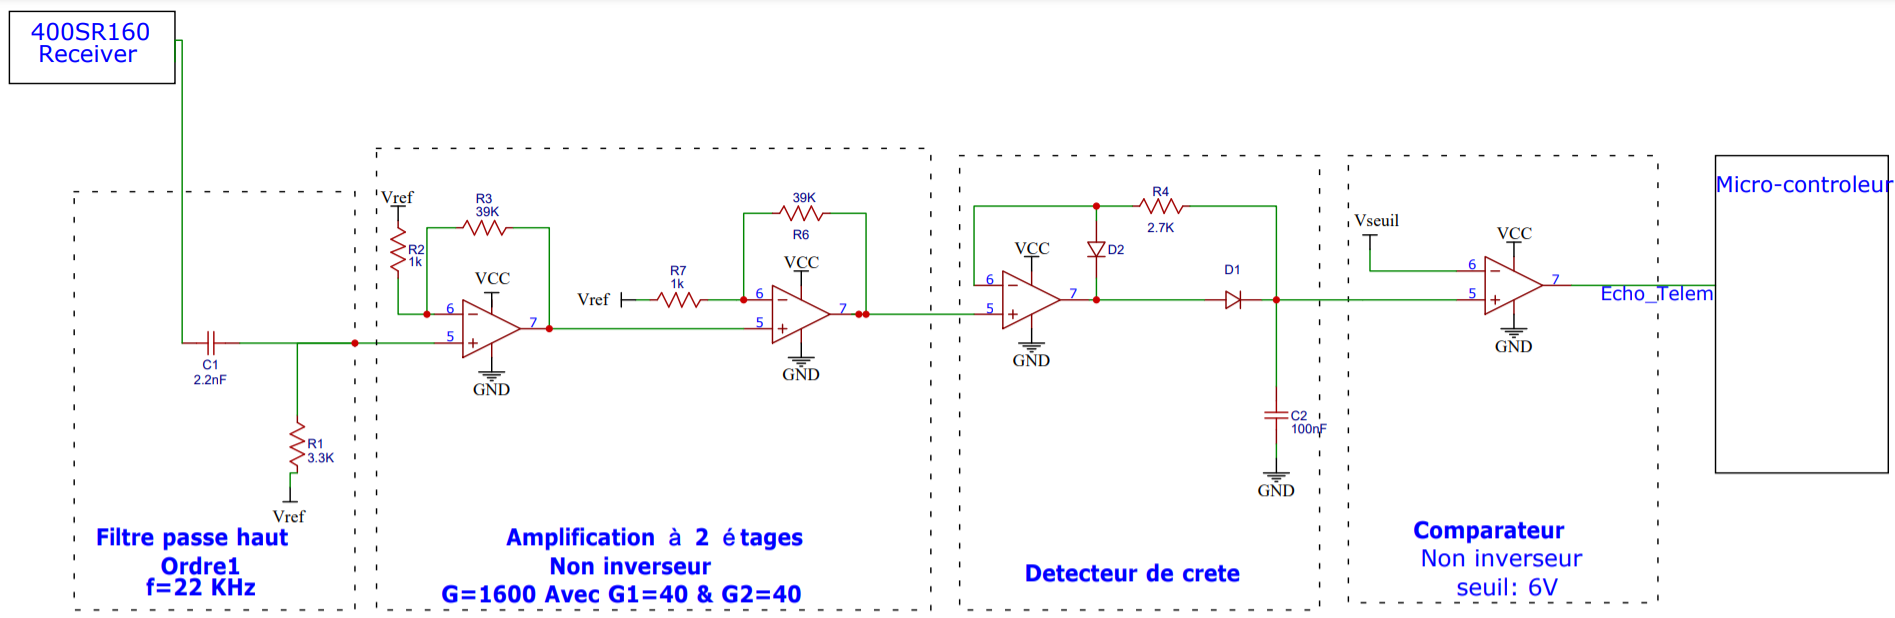 400SR160
Receiver
C1
2.2nF
R1
3.3K
Vref
Filtre passe haut
Ordre1
f=22 KHz
Vref
R2
1k
R3
39K
VCC
6
5
7
GND
Vref
R7
1k
39K
R6
VCC
6
5
7
GND
Amplification à 2 étages
Non inverseur
G=1600 Avec G1=40 & G2=40
R4
2.7K
D2
VCC
6
5
7
GND
D1
C2
100nF
GND
Detecteur de crete
Vseuil
VCC
6
5
7
GND
Echo_Telem
Comparateur
Non inverseur
seuil: 6V
Micro-controleur